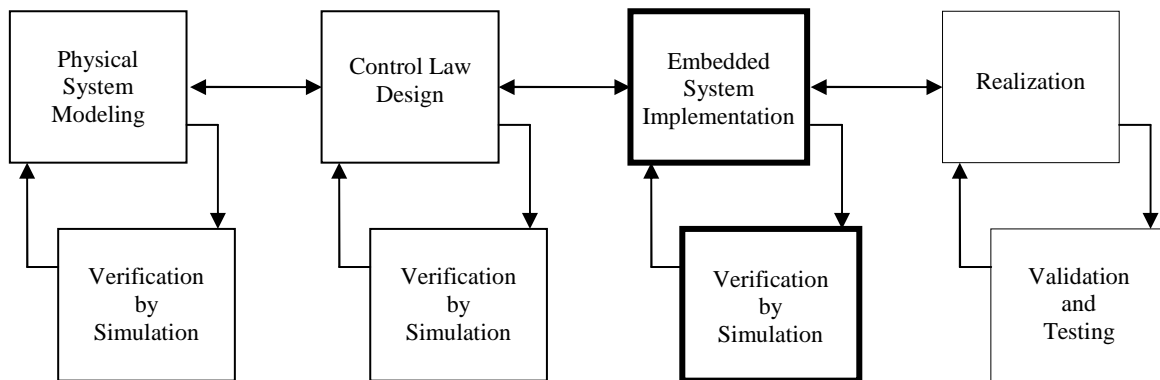 Physical
System
Modeling
Control Law
Design
Embedded
System
Implementation
Realization
Verification
by
Simulation
Verification
by
Simulation
Verification
by
Simulation
Validation
and
Testing